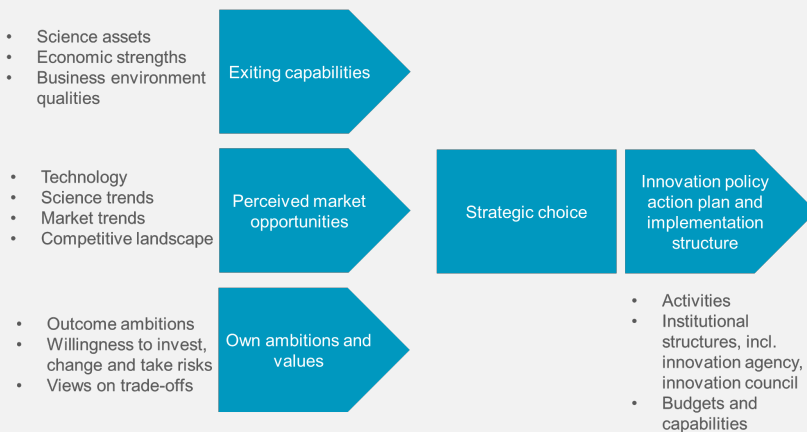 • Science assets
• Economic strengths
• Business environment
qualities
Exiting capabilities
• Technology
• Science trends
• Market trends
• Competitive landscape
Perceived market
opportunities
• Outcome ambitions
• Willingness to invest,
change and take risks
• Views on trade-offs
Own ambitions and
values
Strategic choice
Innovation policy
action plan and
implementation
structure
• Activities
• Institutional
structures, incl.
innovation agency,
innovation council
• Budgets and
capabilities